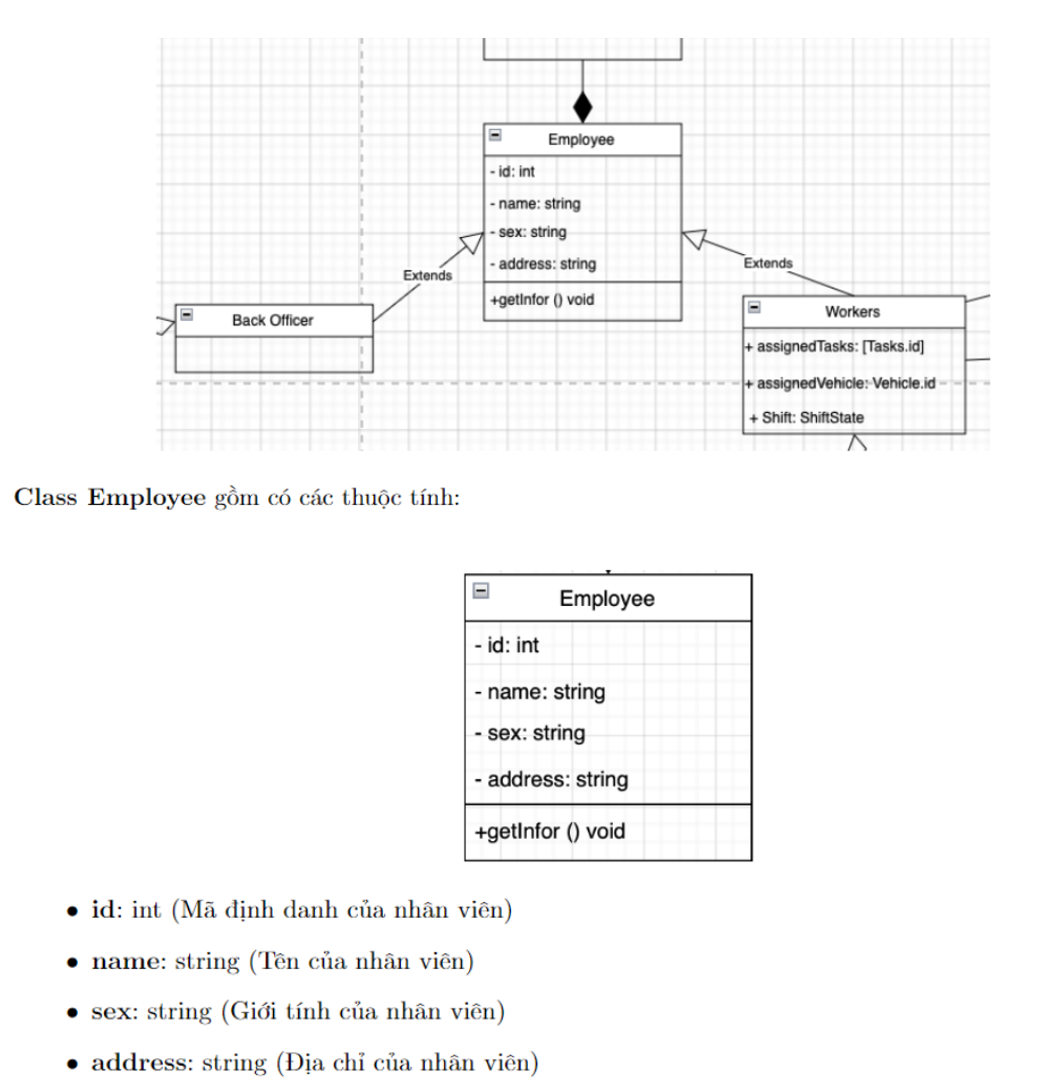 Employee
- id: int
- name: string
- sex: string
- address: string
+getInfor () void
Extends
Extends
Back Officer
Workers
+ assignedTasks: [Tasks.id]
+ assignedVehicle: Vehicle.id
+ Shift: ShiftState
Class Employee gồm có các thuộc tính:
Employee
- id: int
- name: string
- sex: string
- address: string
+getInfor () void
• id: int (Mã định danh của nhân viên)
• name: string (Tên của nhân viên)
• sex: string (Giới tính của nhân viên)
• address: string (Địa chỉ của nhân viên)